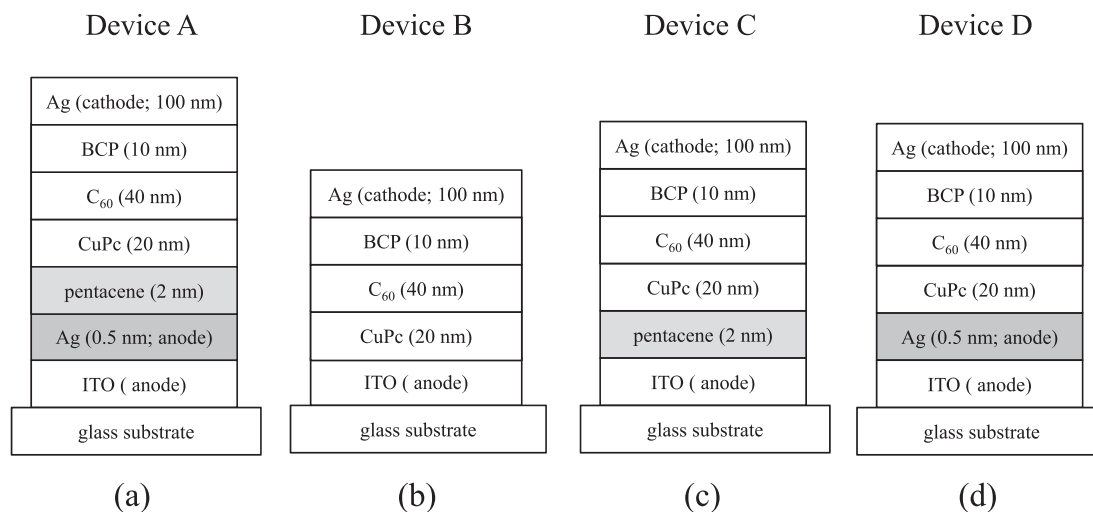 Device A
Device B
Device C
Device D
Ag (cathode; 100 nm)
BCP (10 nm)
C₆₀ (40 nm)
CuPc (20 nm)
pentacene (2 nm)
Ag (0.5 nm; anode)
ITO ( anode)
glass substrate
(a)
Ag (cathode; 100 nm)
BCP (10 nm)
C₆₀ (40 nm)
CuPc (20 nm)
ITO ( anode)
glass substrate
(b)
Ag (cathode; 100 nm)
BCP (10 nm)
C₆₀ (40 nm)
CuPc (20 nm)
pentacene (2 nm)
ITO ( anode)
glass substrate
(c)
Ag (cathode; 100 nm)
BCP (10 nm)
C₆₀ (40 nm)
CuPc (20 nm)
Ag (0.5 nm; anode)
ITO ( anode)
glass substrate
(d)